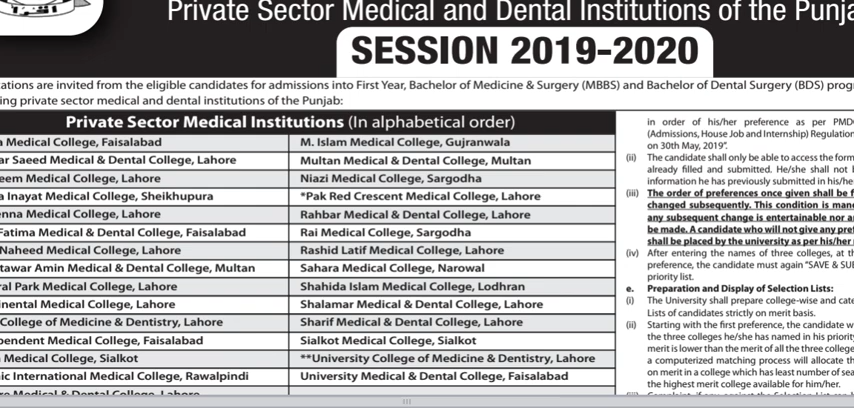 Private Sector Medical and Dental Institutions of the Punja
SESSION 2019-2020
cations are invited from the eligible candidates for admissions into First Year, Bachelor of Medicine & Surgery (MBBS) and Bachelor of Dental Surgery (BDS) prog
ing private sector medical and dental institutions of the Punjab:
Private Sector Medical Institutions (In alphabetical order)
a Medical College, Faisalabad
M. Islam Medical College, Gujranwala
ar Saeed Medical & Dental College, Lahore
Multan Medical & Dental College, Multan
eem Medical College, Lahore
Niazi Medical College, Sargodha
a Inayat Medical College, Sheikhupura
*Pak Red Crescent Medical College, Lahore
enna Medical College, Lahore
Rahbar Medical & Dental College, Lahore
Fatima Medical & Dental College, Faisalabad
Rai Medical College, Sargodha
Naheed Medical College, Lahore
Rashid Latif Medical College, Lahore
tawar Amin Medical & Dental College, Multan
Sahara Medical College, Narowal
ral Park Medical College, Lahore
Shahida Islam Medical College, Lodhran
inental Medical College, Lahore
Shalamar Medical & Dental College, Lahore
College of Medicine & Dentistry, Lahore
Sharif Medical & Dental College, Lahore
pendent Medical College, Faisalabad
Sialkot Medical College, Sialkot
Medical College, Sialkot
**University College of Medicine & Dentistry, Lahore
ic International Medical College, Rawalpindi
University Medical & Dental College, Faisalabad
re Medical & Dental College, Lahore
in order of his/her preference as per PMD
(Admissions, House Job and Internship) Regulation
on 30th May, 2019".
(ii) The candidate shall only be able to access the form
already filled and submitted. He/she shall not
information he has previously submitted in his/he
(iii) The order of preferences once given shall be f
changed subsequently. This condition is man
any subsequent change is entertainable nor a
be made. A candidate who will not give any pre
shall be placed by the university as per his/her
(iv) After entering the names of three colleges, at th
preference, the candidate must again "SAVE & SU
priority list.
e. Preparation and Display of Selection Lists:
(i) The University shall prepare college-wise and cate
Lists of candidates strictly on merit basis.
(ii) Starting with the first preference, the candidate w
the three colleges he/she has named in his priority
merit is lower than the merit of all the three college
a computerized matching process will allocate th
on merit in a college which has least number of sea
the highest merit college available for him/her.